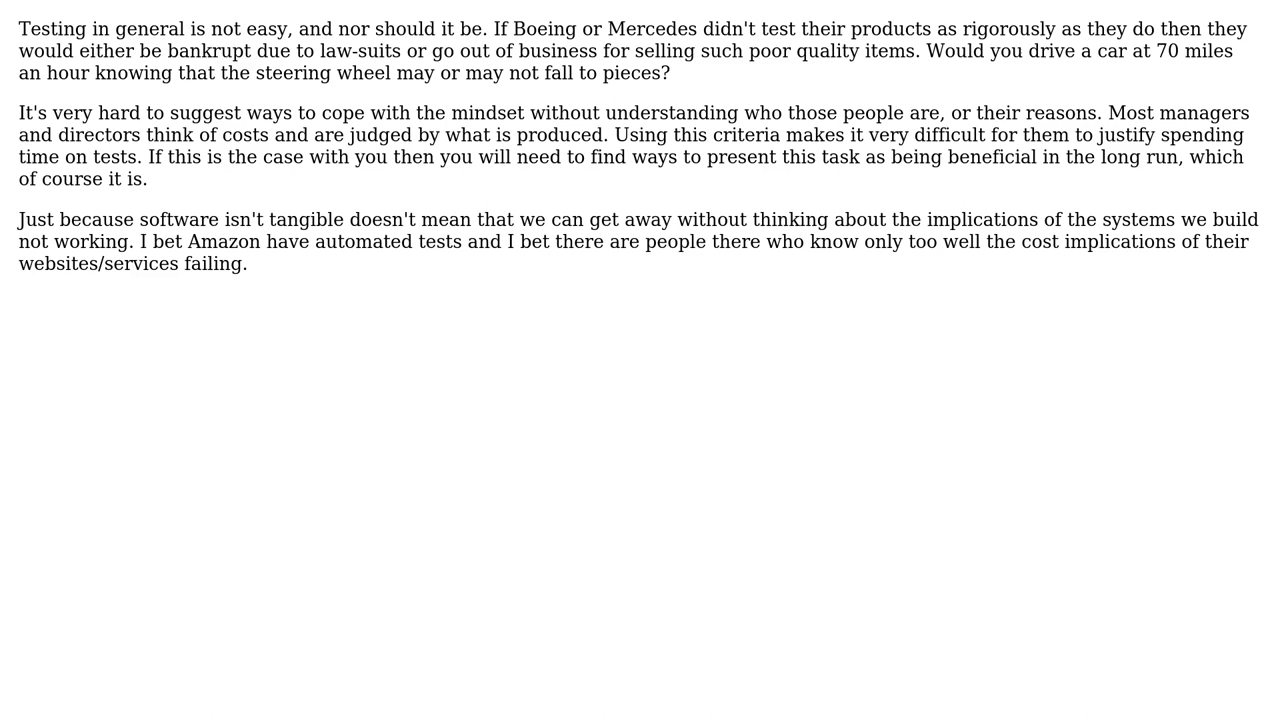 Testing in general is not easy, and nor should it be. If Boeing or Mercedes didn't test their products as rigorously as they do then they
would either be bankrupt due to law-suits or go out of business for selling such poor quality items. Would you drive a car at 70 miles
an hour knowing that the steering wheel may or may not fall to pieces?
It's very hard to suggest ways to cope with the mindset without understanding who those people are, or their reasons. Most managers
and directors think of costs and are judged by what is produced. Using this criteria makes it very difficult for them to justify spending
time on tests. If this is the case with you then you will need to find ways to present this task as being beneficial in the long run, which
of course it is.
Just because software isn't tangible doesn't mean that we can get away without thinking about the implications of the systems we build
not working. I bet Amazon have automated tests and I bet there are people there who know only too well the cost implications of their
websites/services failing.